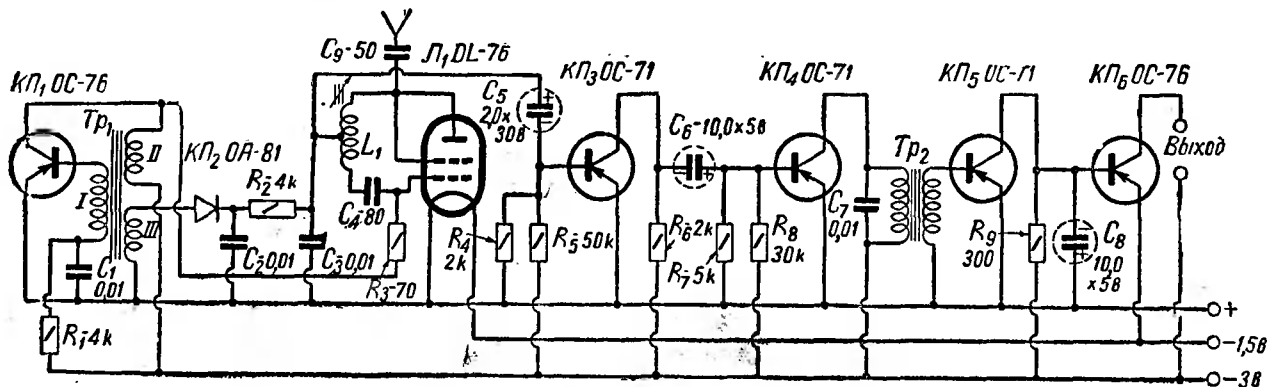 КП₁ ОС-76
Тр₁
I
II
III
C₁
0,01
R₁-4k
КП₂ ОА-81
R₂-4k
C₂-0,01
C₃-0,01
C₉-50
Л₁ DL-76
L₁
C₄-80
R₃-70
R₄
2k
C₅
2,0x
30в
R₅-50k
КП₃ ОС-71
C₆-10,0x5в
R₆-2k
R₇-5k
R₈
30k
КП₄ ОС-71
C₇
0,01
Тр₂
КП₅ ОС-71
R₉
300
C₈
10,0
x5в
КП₆ ОС-76
Выход
+
-1,5в
-3в